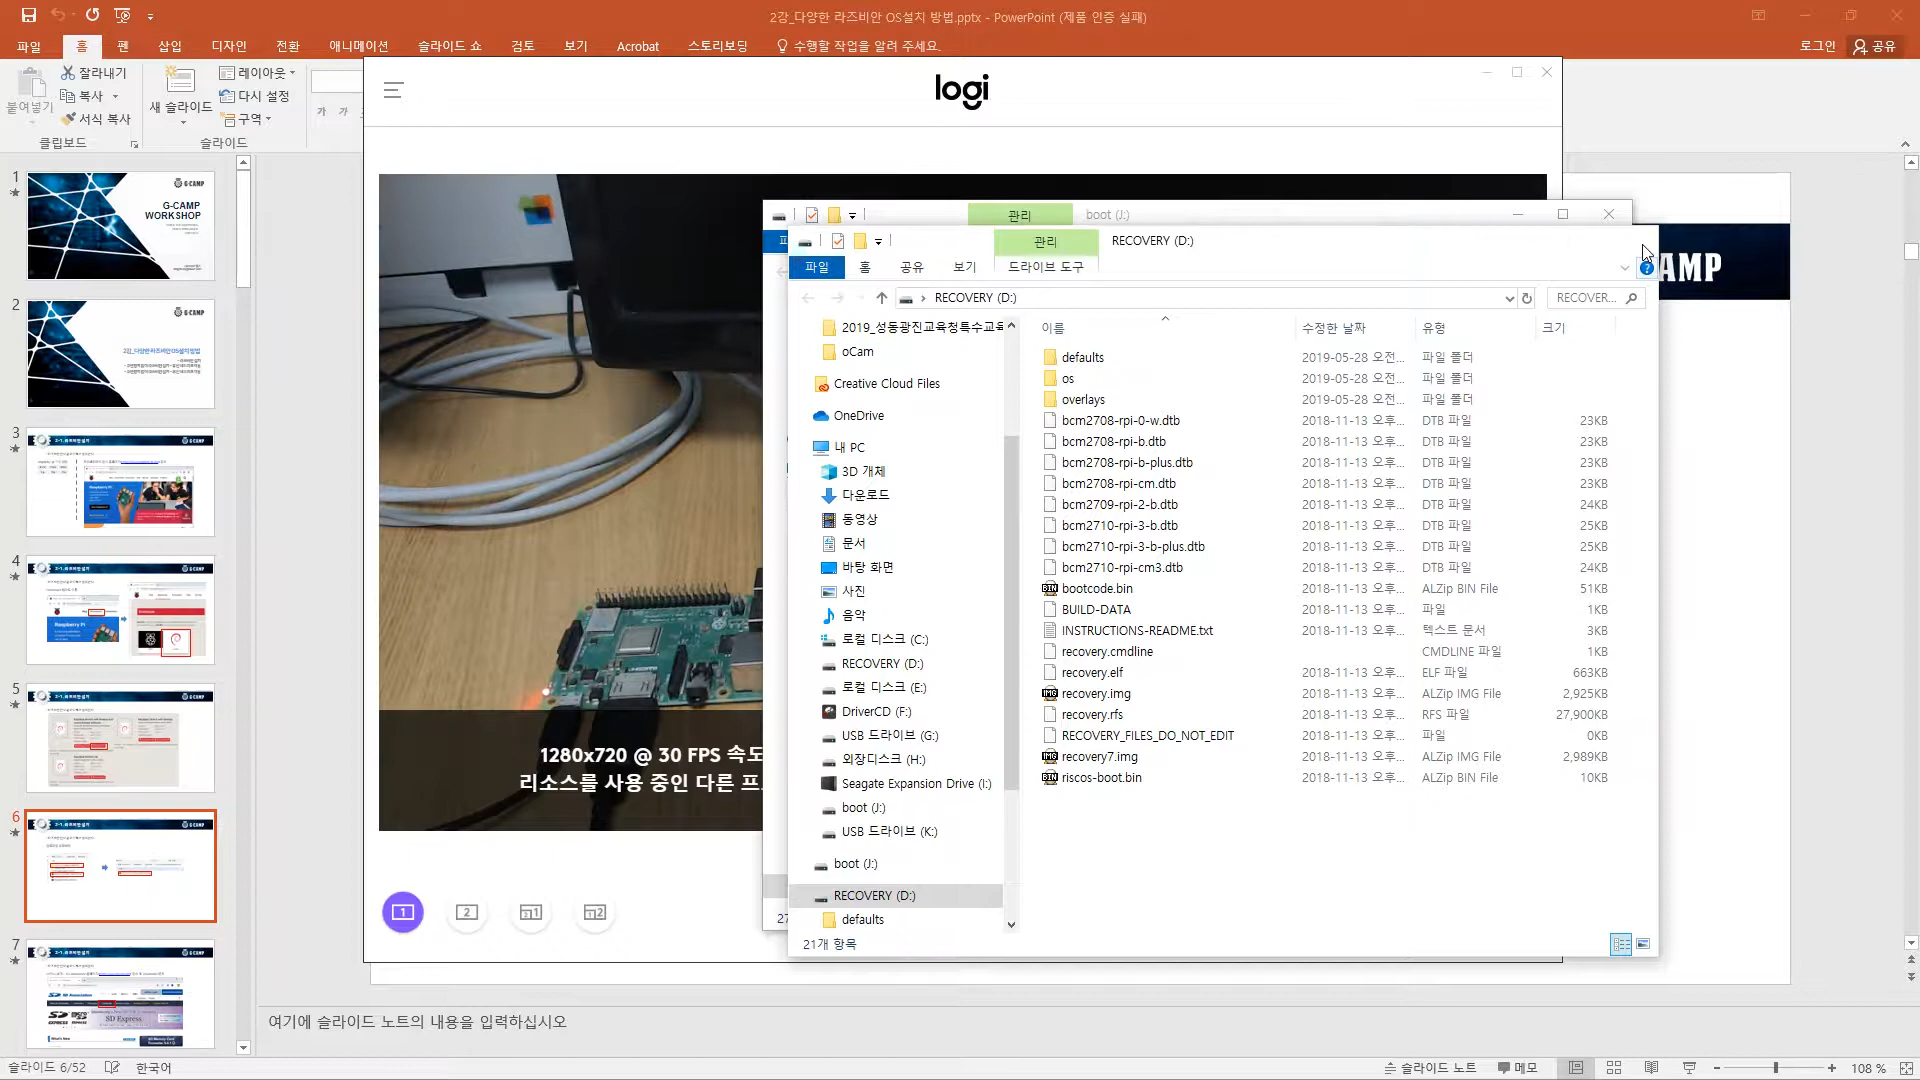 2강_다양한 라즈비안 OS설치 방법.pptx - PowerPoint (제품 인증 실패)
파일 홈 펜 삽입 디자인 전환 애니메이션 슬라이드 쇼 검토 보기 Acrobat 스토리보딩 수행할 작업을 알려 주세요. 로그인 공유
붙여넣기
잘라내기
복사
서식 복사
클립보드
새 슬라이드
레이아웃
다시 설정
구역
슬라이드
가 가
logi
1
G-CAMP
G-CAMP
WORKSHOP
2
G-CAMP
3
4
5
6
7
1280x720 @ 30 FPS 속도
리소스를 사용 중인 다른 프
관리 boot (J:)
관리 RECOVERY (D:)
파일 홈 공유 보기 드라이브 도구
RECOVERY (D:) RECOVER...
AMP
2019_성동광진교육청특수교육
oCam
Creative Cloud Files
OneDrive
내 PC
3D 개체
다운로드
동영상
문서
바탕 화면
사진
음악
로컬 디스크 (C:)
RECOVERY (D:)
로컬 디스크 (E:)
DriverCD (F:)
USB 드라이브 (G:)
외장디스크 (H:)
Seagate Expansion Drive (I:)
boot (J:)
USB 드라이브 (K:)
boot (J:)
RECOVERY (D:)
defaults
이름 수정한 날짜 유형 크기
defaults 2019-05-28 오전... 파일 폴더
os 2019-05-28 오전... 파일 폴더
overlays 2019-05-28 오전... 파일 폴더
bcm2708-rpi-0-w.dtb 2018-11-13 오후... DTB 파일 23KB
bcm2708-rpi-b.dtb 2018-11-13 오후... DTB 파일 23KB
bcm2708-rpi-b-plus.dtb 2018-11-13 오후... DTB 파일 23KB
bcm2708-rpi-cm.dtb 2018-11-13 오후... DTB 파일 23KB
bcm2709-rpi-2-b.dtb 2018-11-13 오후... DTB 파일 24KB
bcm2710-rpi-3-b.dtb 2018-11-13 오후... DTB 파일 25KB
bcm2710-rpi-3-b-plus.dtb 2018-11-13 오후... DTB 파일 25KB
bcm2710-rpi-cm3.dtb 2018-11-13 오후... DTB 파일 24KB
bootcode.bin 2018-11-13 오후... ALZip BIN File 51KB
BUILD-DATA 2018-11-13 오후... 파일 1KB
INSTRUCTIONS-README.txt 2018-11-13 오후... 텍스트 문서 3KB
recovery.cmdline CMDLINE 파일 1KB
recovery.elf 2018-11-13 오후... ELF 파일 663KB
recovery.img 2018-11-13 오후... ALZip IMG File 2,925KB
recovery.rfs 2018-11-13 오후... RFS 파일 27,900KB
RECOVERY_FILES_DO_NOT_EDIT 2018-11-13 오후... 파일 0KB
recovery7.img 2018-11-13 오후... ALZip IMG File 2,989KB
riscos-boot.bin 2018-11-13 오후... ALZip BIN File 10KB
21개 항목
여기에 슬라이드 노트의 내용을 입력하십시오
슬라이드 6/52 한국어 슬라이드 노트 메모 108 %